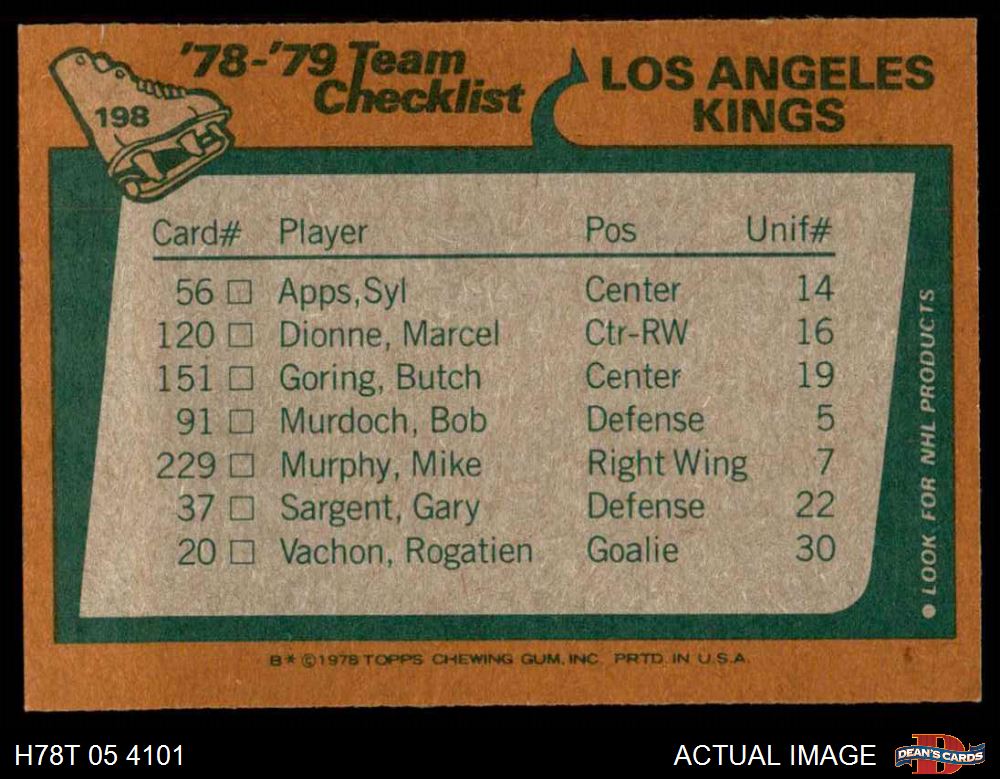 198
'78-'79 Team
Checklist
LOS ANGELES
KINGS
Card# Player Pos Unif#
56 □ Apps, Syl Center 14
120 □ Dionne, Marcel Ctr-RW 16
151 □ Goring, Butch Center 19
91 □ Murdoch, Bob Defense 5
229 □ Murphy, Mike Right Wing 7
37 □ Sargent, Gary Defense 22
20 □ Vachon, Rogatien Goalie 30
● LOOK FOR NHL PRODUCTS
B* ©1978 TOPPS CHEWING GUM, INC. PRTD. IN U.S.A.
H78T 05 4101
ACTUAL IMAGE
DEAN'S CARDS